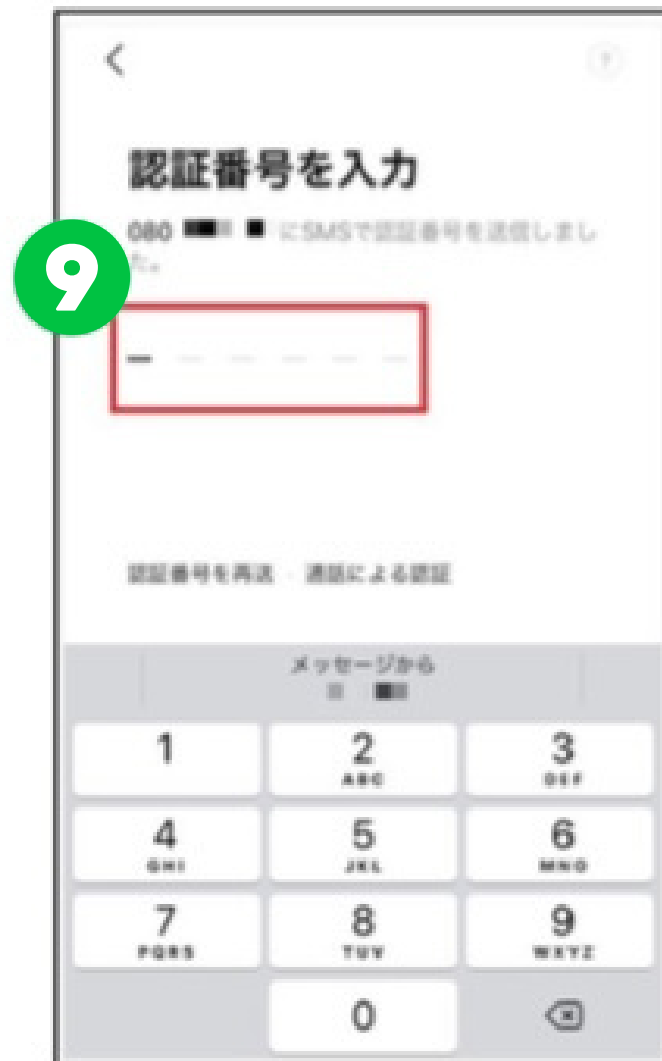 認証番号を入力
9
080 にSMSで認証番号を送信しまし
た。
認証番号を再送 · 通話による認証
メッセージから
1
2
ABC
3
DEF
4
GHI
5
JKL
6
MNO
7
PQRS
8
TUV
9
WXYZ
0